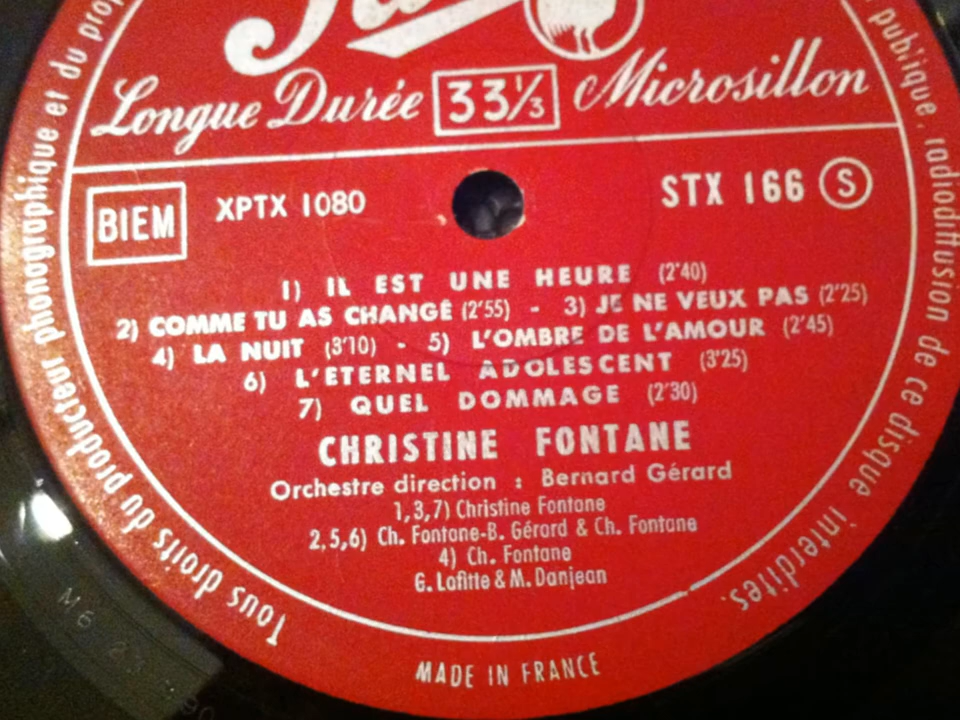 Longue Durée 33 1/3 Microsillon
BIEM XPTX 1080 STX 166 S
1) IL EST UNE HEURE (2'40)
2) COMME TU AS CHANGÉ (2'55) - 3) JE NE VEUX PAS (2'25)
4) LA NUIT (3'10) - 5) L'OMBRE DE L'AMOUR (2'45)
6) L'ÉTERNEL ADOLESCENT (3'25)
7) QUEL DOMMAGE (2'30)
CHRISTINE FONTANE
Orchestre direction : Bernard Gérard
1,3,7) Christine Fontane
2,5,6) Ch. Fontane-B. Gérard & Ch. Fontane
4) Ch. Fontane
G. Lafitte & M. Danjean
Tous droits du producteur phonographique et du
publique, radiodiffusion de ce disque interdites.
MADE IN FRANCE
M6